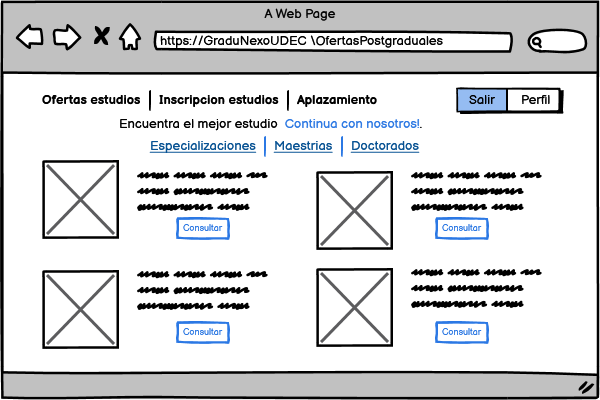 A Web Page
https://GraduNexoUDEC \OfertasPostgraduales
Ofertas estudios Inscripcion estudios Aplazamiento Salir Perfil
Encuentra el mejor estudio Continua con nosotros!.
Especializaciones Maestrias Doctorados
Consultar Consultar
Consultar Consultar